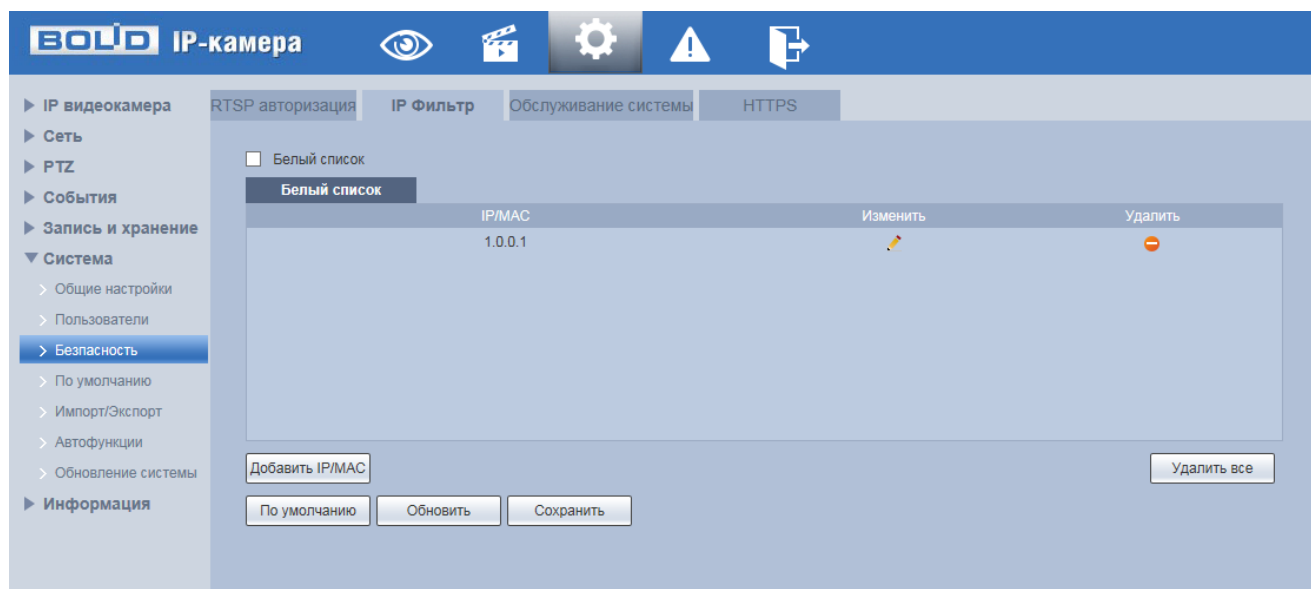 BOLID IP-камера
IP видеокамера
Сеть
PTZ
События
Запись и хранение
Система
Общие настройки
Пользователи
Безпасность
По умолчанию
Импорт/Экспорт
Автофункции
Обновление системы
Информация
RTSP авторизация IP Фильтр Обслуживание системы HTTPS
Белый список
Белый список
IP/MAC Изменить Удалить
1.0.0.1
Добавить IP/MAC Удалить все
По умолчанию Обновить Сохранить